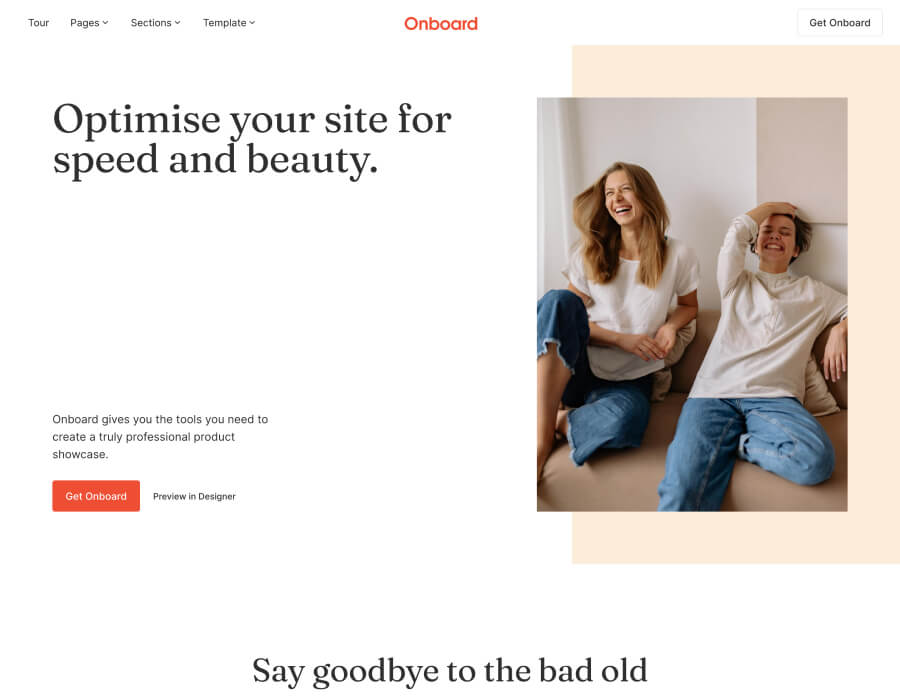 Tour Pages Sections Template Onboard Get Onboard
Optimise your site for
speed and beauty.
Onboard gives you the tools you need to
create a truly professional product
showcase.
Get Onboard Preview in Designer
Say goodbye to the bad old